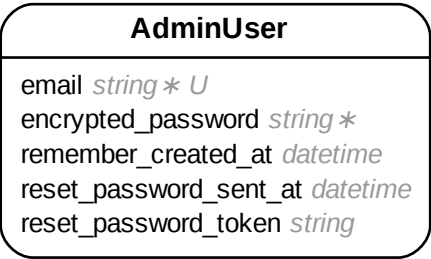 AdminUser
email string∗ U
encrypted_password string∗
remember_created_at datetime
reset_password_sent_at datetime
reset_password_token string